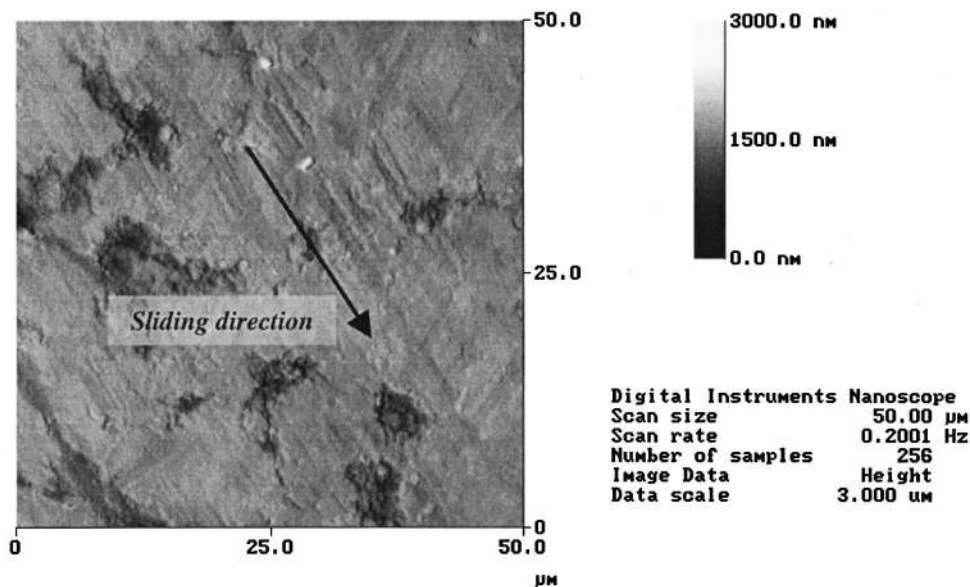 50.0
25.0
0
0
25.0
50.0
µM
Sliding direction
3000.0 nM
1500.0 nM
0.0 nM
Digital Instruments Nanoscope
Scan size 50.00 µM
Scan rate 0.2001 Hz
Number of samples 256
Image Data Height
Data scale 3.000 uM